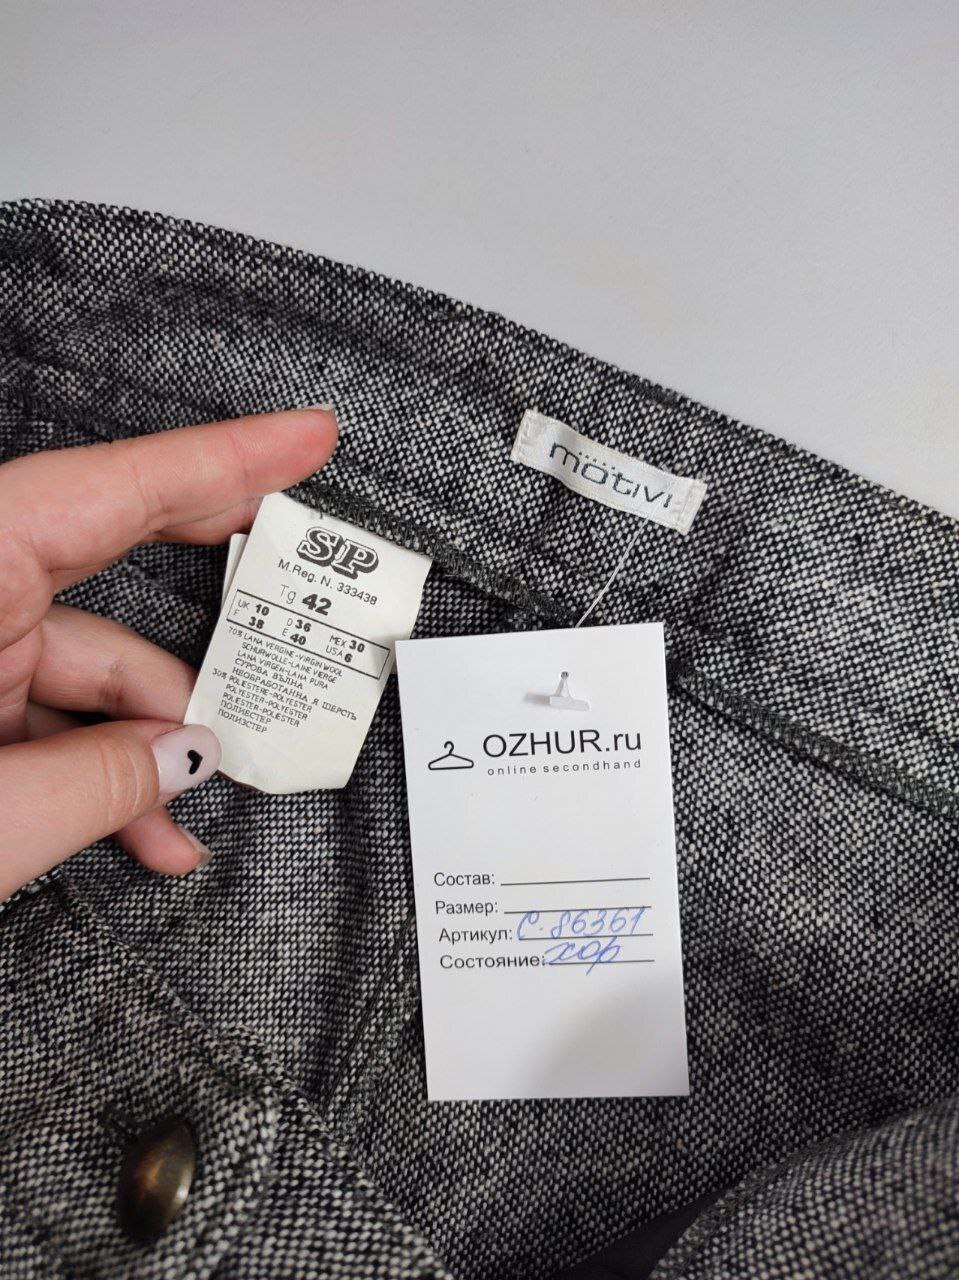 mötivi
SP
M.Reg. N. 333438
Tg 42
UK 10 D 36 MEX 30
F 38 E 40 USA 6
70% LANA VERGINE-VIRGIN WOOL
SCHURWOLLE-LAINE VIERGE
LANA VIRGEN-LANA PURA
СУРОВА ВЪЛНА
НЕОБРАБОТАННА Я ШЕРСТЬ
30% POLIESTERE-POLYESTER
POLYESTER-POLYESTER
POLIESTER-POLIESTER
ПОЛИЕСТЕР
ПОЛИЭСТЕР
OZHUR.ru
online secondhand
Состав:
Размер:
Артикул: С. 86361
Состояние: хор